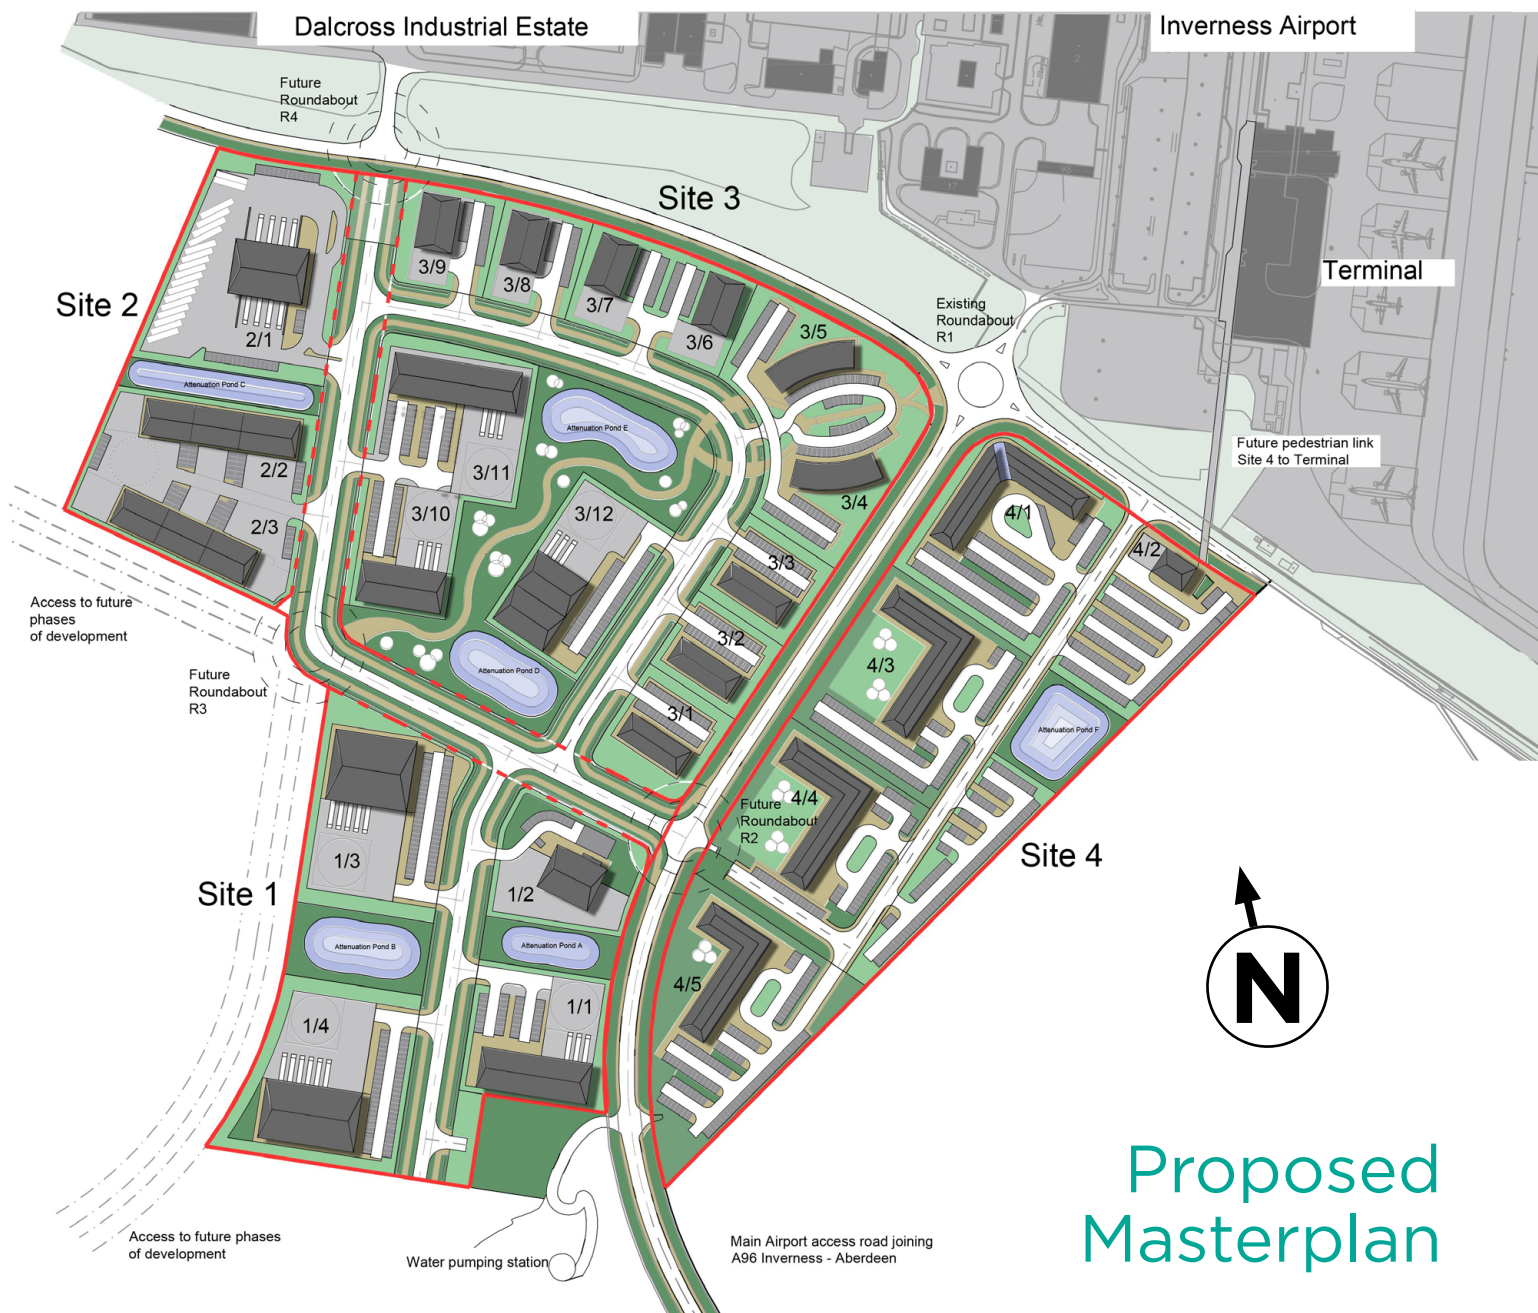 Dalcross Industrial Estate
Inverness Airport
Future
Roundabout
R4
Site 3
Terminal
Site 2
Existing
Roundabout
R1
3/9
3/8
3/7
3/6
3/5
2/1
Attenuation Pond C
Attenuation Pond E
Future pedestrian link
Site 4 to Terminal
2/2
3/11
3/4
2/3
3/10
3/12
4/1
4/2
3/3
Access to future
phases
of development
3/2
4/3
Future
Roundabout
R3
Attenuation Pond D
3/1
Attenuation Pond F
4/4
Future
Roundabout
R2
Site 4
1/3
Site 1
1/2
Attenuation Pond B
Attenuation Pond A
4/5
N
1/4
1/1
Proposed
Masterplan
Access to future phases
of development
Water pumping station
Main Airport access road joining
A96 Inverness - Aberdeen